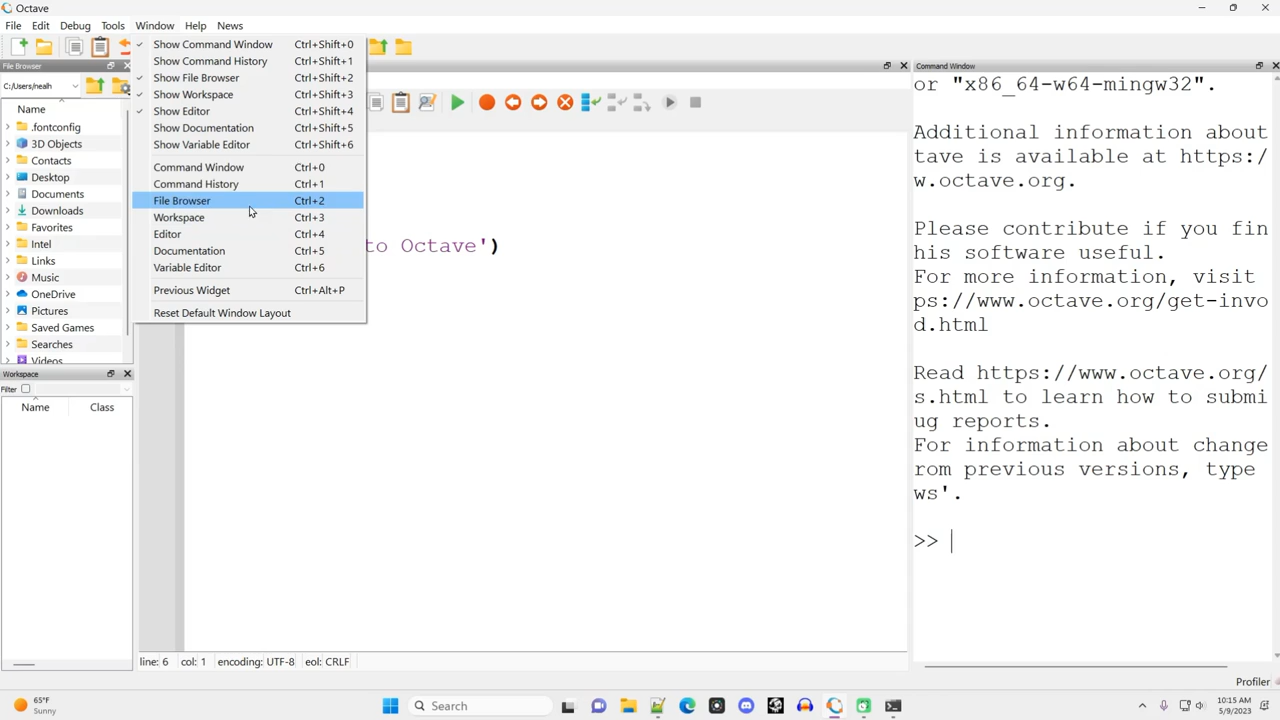 Octave
File Edit Debug Tools Window Help News
Show Command Window Ctrl+Shift+0
Show Command History Ctrl+Shift+1
Show File Browser Ctrl+Shift+2
Show Workspace Ctrl+Shift+3
Show Editor Ctrl+Shift+4
Show Documentation Ctrl+Shift+5
Show Variable Editor Ctrl+Shift+6
Command Window Ctrl+0
Command History Ctrl+1
File Browser Ctrl+2
Workspace Ctrl+3
Editor Ctrl+4
Documentation Ctrl+5
Variable Editor Ctrl+6
Previous Widget Ctrl+Alt+P
Reset Default Window Layout
File Browser
C:/Users/nealh
Name
.fontconfig
3D Objects
Contacts
Desktop
Documents
Downloads
Favorites
Intel
Links
Music
OneDrive
Pictures
Saved Games
Searches
Videos
Workspace
Filter
Name Class
to Octave')
line: 6 col: 1 encoding: UTF-8 eol: CRLF
Command Window
or "x86_64-w64-mingw32".
Additional information about
tave is available at https:/
w.octave.org.
Please contribute if you fin
his software useful.
For more information, visit
ps://www.octave.org/get-invo
d.html
Read https://www.octave.org/
s.html to learn how to submi
ug reports.
For information about change
rom previous versions, type
ws'.
>>
Profiler
65°F
Sunny
Search
10:15 AM
5/9/2023